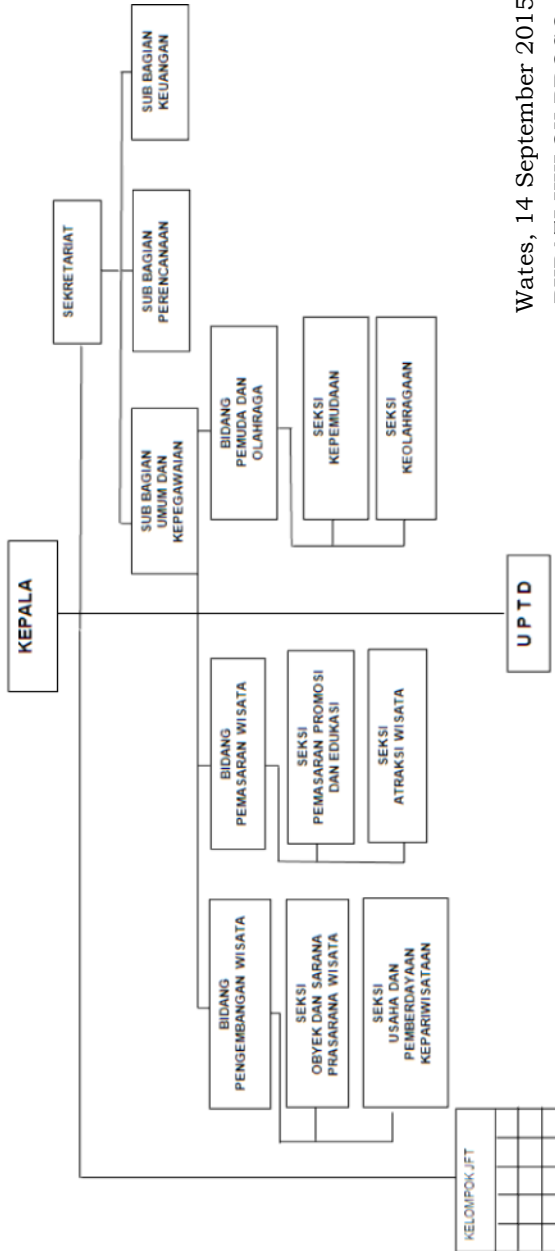 KEPALA
SEKRETARIAT
SUB BAGIAN
UMUM DAN
KEPEGAWAIAN
SUB BAGIAN
PERENCANAAN
SUB BAGIAN
KEUANGAN
BIDANG
PENGEMBANGAN WISATA
BIDANG
PEMASARAN WISATA
BIDANG
PEMUDA DAN
OLAHRAGA
SEKSI
OBYEK DAN SARANA
PRASARANA WISATA
SEKSI
PEMASARAN PROMOSI
DAN EDUKASI
SEKSI
KEPEMUDAAN
SEKSI
USAHA DAN
PEMBERDAYAAN
KEPARIWISATAAN
SEKSI
ATRAKSI WISATA
SEKSI
KEOLAHRAGAAN
KELOMPOK JFT
UPTD
Wates, 14 September 2015